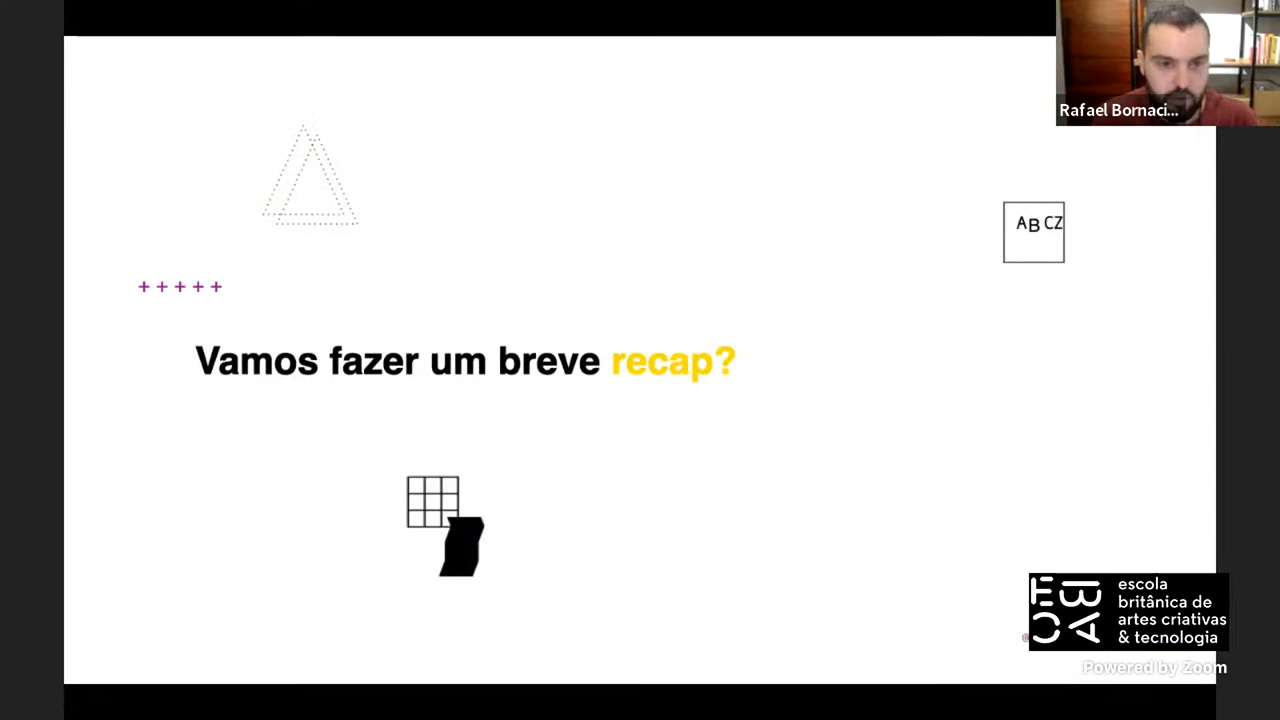 Rafael Bornaci...
AB CZ
+ + + + +
Vamos fazer um breve recap?
escola
britânica de
artes criativas
& tecnologia
Powered by Zoom